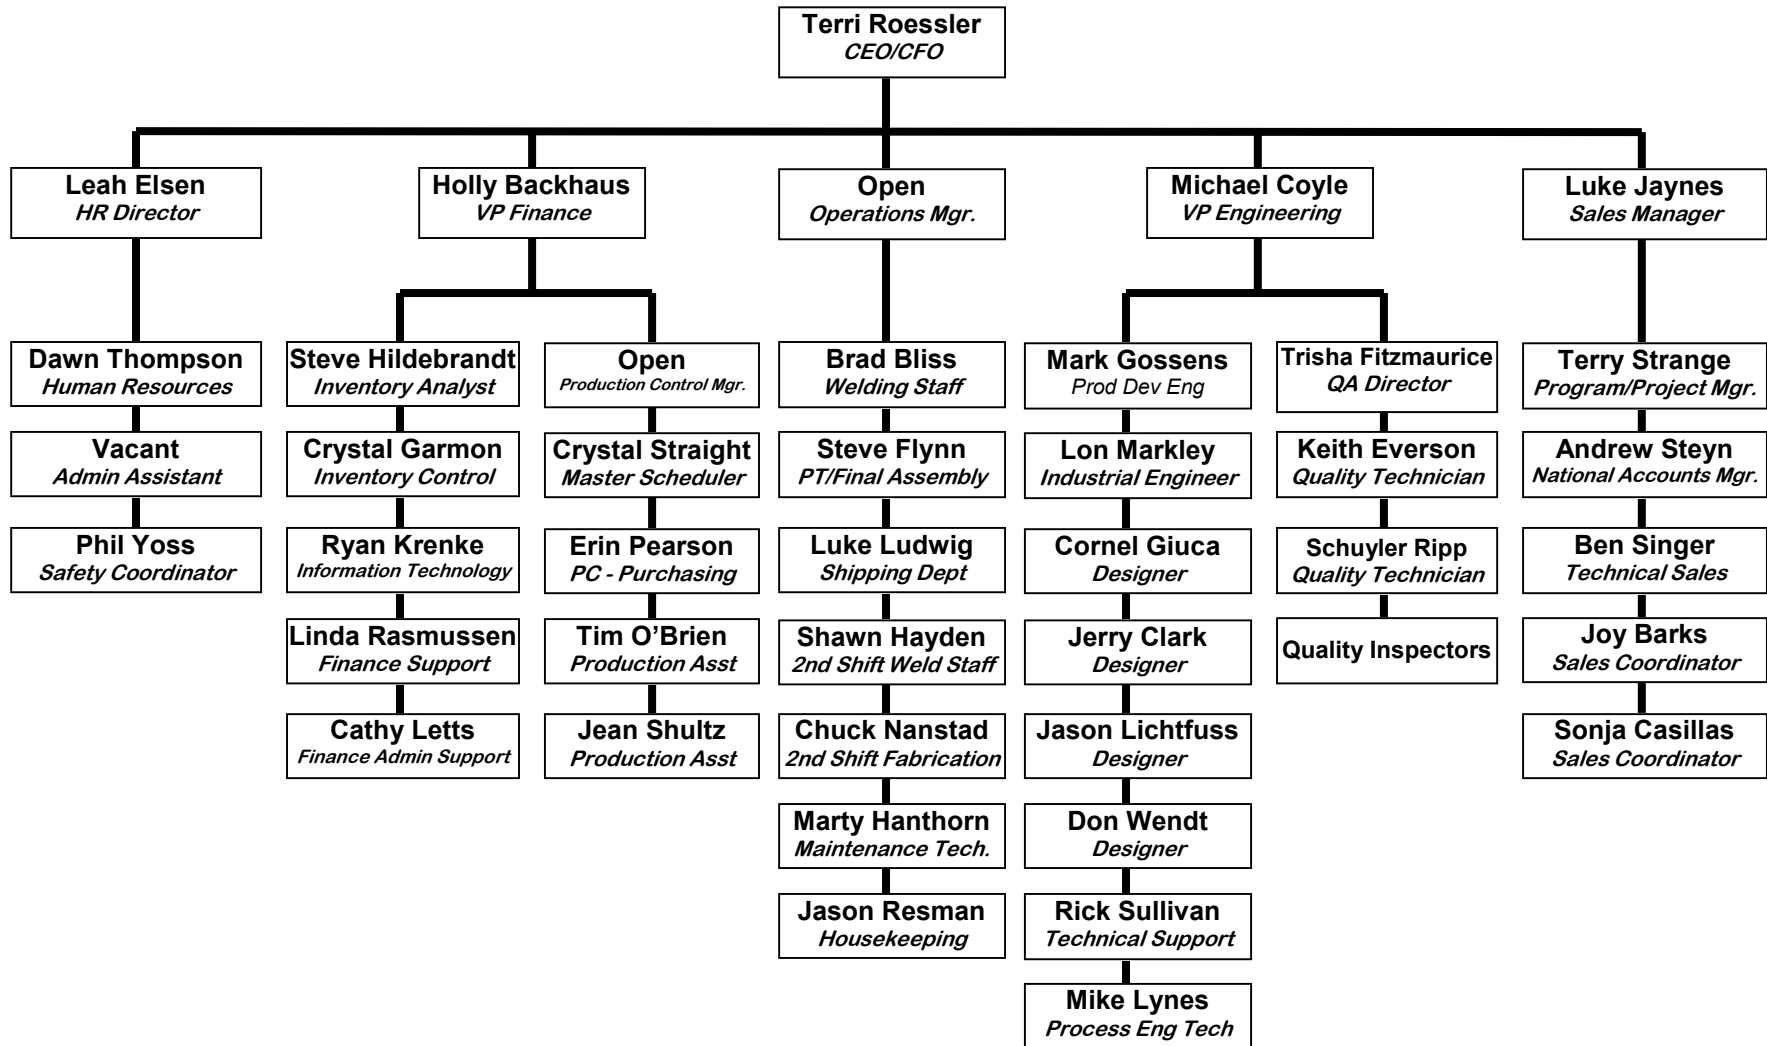 Terri Roessler
CEO/CFO
Leah Elsen
HR Director
Holly Backhaus
VP Finance
Open
Operations Mgr.
Michael Coyle
VP Engineering
Luke Jaynes
Sales Manager
Dawn Thompson
Human Resources
Vacant
Admin Assistant
Phil Yoss
Safety Coordinator
Steve Hildebrandt
Inventory Analyst
Crystal Garmon
Inventory Control
Ryan Krenke
Information Technology
Linda Rasmussen
Finance Support
Cathy Letts
Finance Admin Support
Open
Production Control Mgr.
Crystal Straight
Master Scheduler
Erin Pearson
PC - Purchasing
Tim O’Brien
Production Asst
Jean Shultz
Production Asst
Brad Bliss
Welding Staff
Steve Flynn
PT/Final Assembly
Luke Ludwig
Shipping Dept
Shawn Hayden
2nd Shift Weld Staff
Chuck Nanstad
2nd Shift Fabrication
Marty Hanthorn
Maintenance Tech.
Jason Resman
Housekeeping
Mark Gossens
Prod Dev Eng
Lon Markley
Industrial Engineer
Cornel Giuca
Designer
Jerry Clark
Designer
Jason Lichtfuss
Designer
Don Wendt
Designer
Rick Sullivan
Technical Support
Mike Lynes
Process Eng Tech
Trisha Fitzmaurice
QA Director
Keith Everson
Quality Technician
Schuyler Ripp
Quality Technician
Quality Inspectors
Terry Strange
Program/Project Mgr.
Andrew Steyn
National Accounts Mgr.
Ben Singer
Technical Sales
Joy Barks
Sales Coordinator
Sonja Casillas
Sales Coordinator